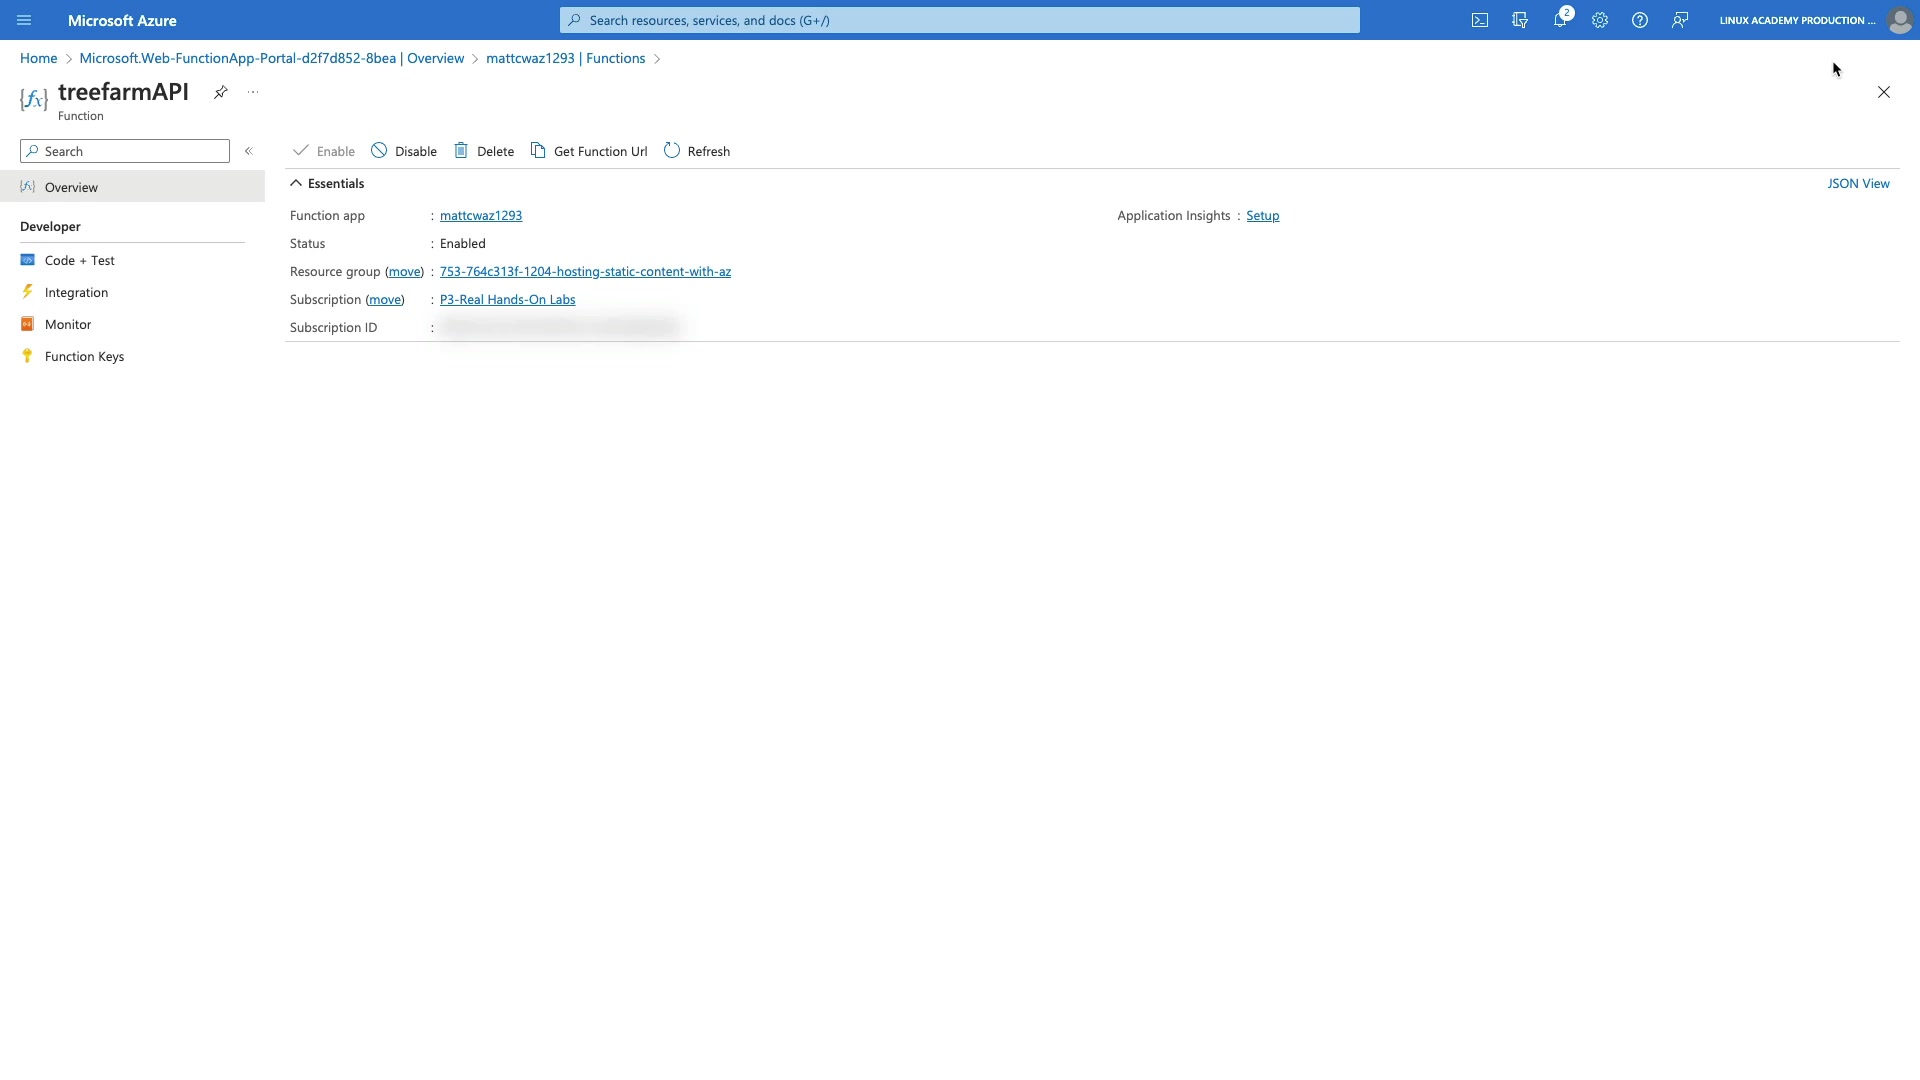 Microsoft Azure
Search resources, services, and docs (G+/)
2
LINUX ACADEMY PRODUCTION ...
Home > Microsoft.Web-FunctionApp-Portal-d2f7d852-8bea | Overview > mattcwaz1293 | Functions >
{fx} treefarmAPI ...
Function
Search «
Enable Disable Delete Get Function Url Refresh
Overview
Essentials JSON View
Function app : mattcwaz1293 Application Insights : Setup
Status : Enabled
Resource group (move) : 753-764c313f-1204-hosting-static-content-with-az
Subscription (move) : P3-Real Hands-On Labs
Subscription ID :
Developer
Code + Test
Integration
Monitor
Function Keys